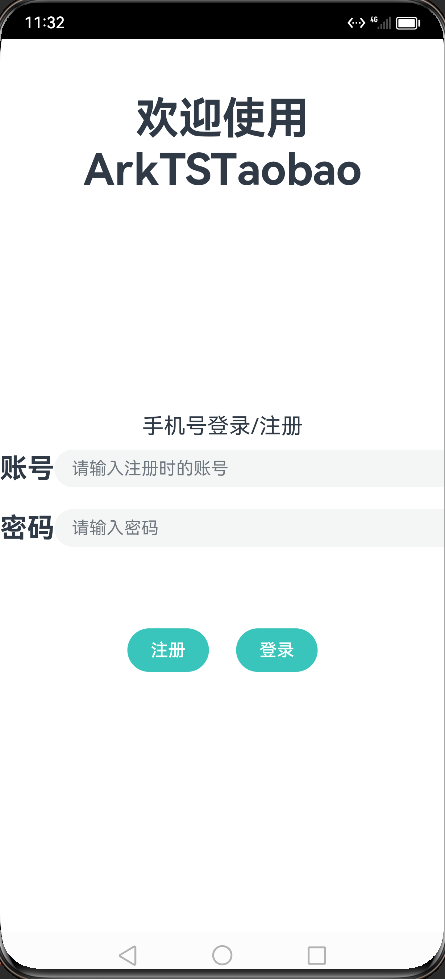 11:32
4G
欢迎使用
ArkTSTaobao
手机号登录/注册
账号 请输入注册时的账号
密码 请输入密码
注册 登录